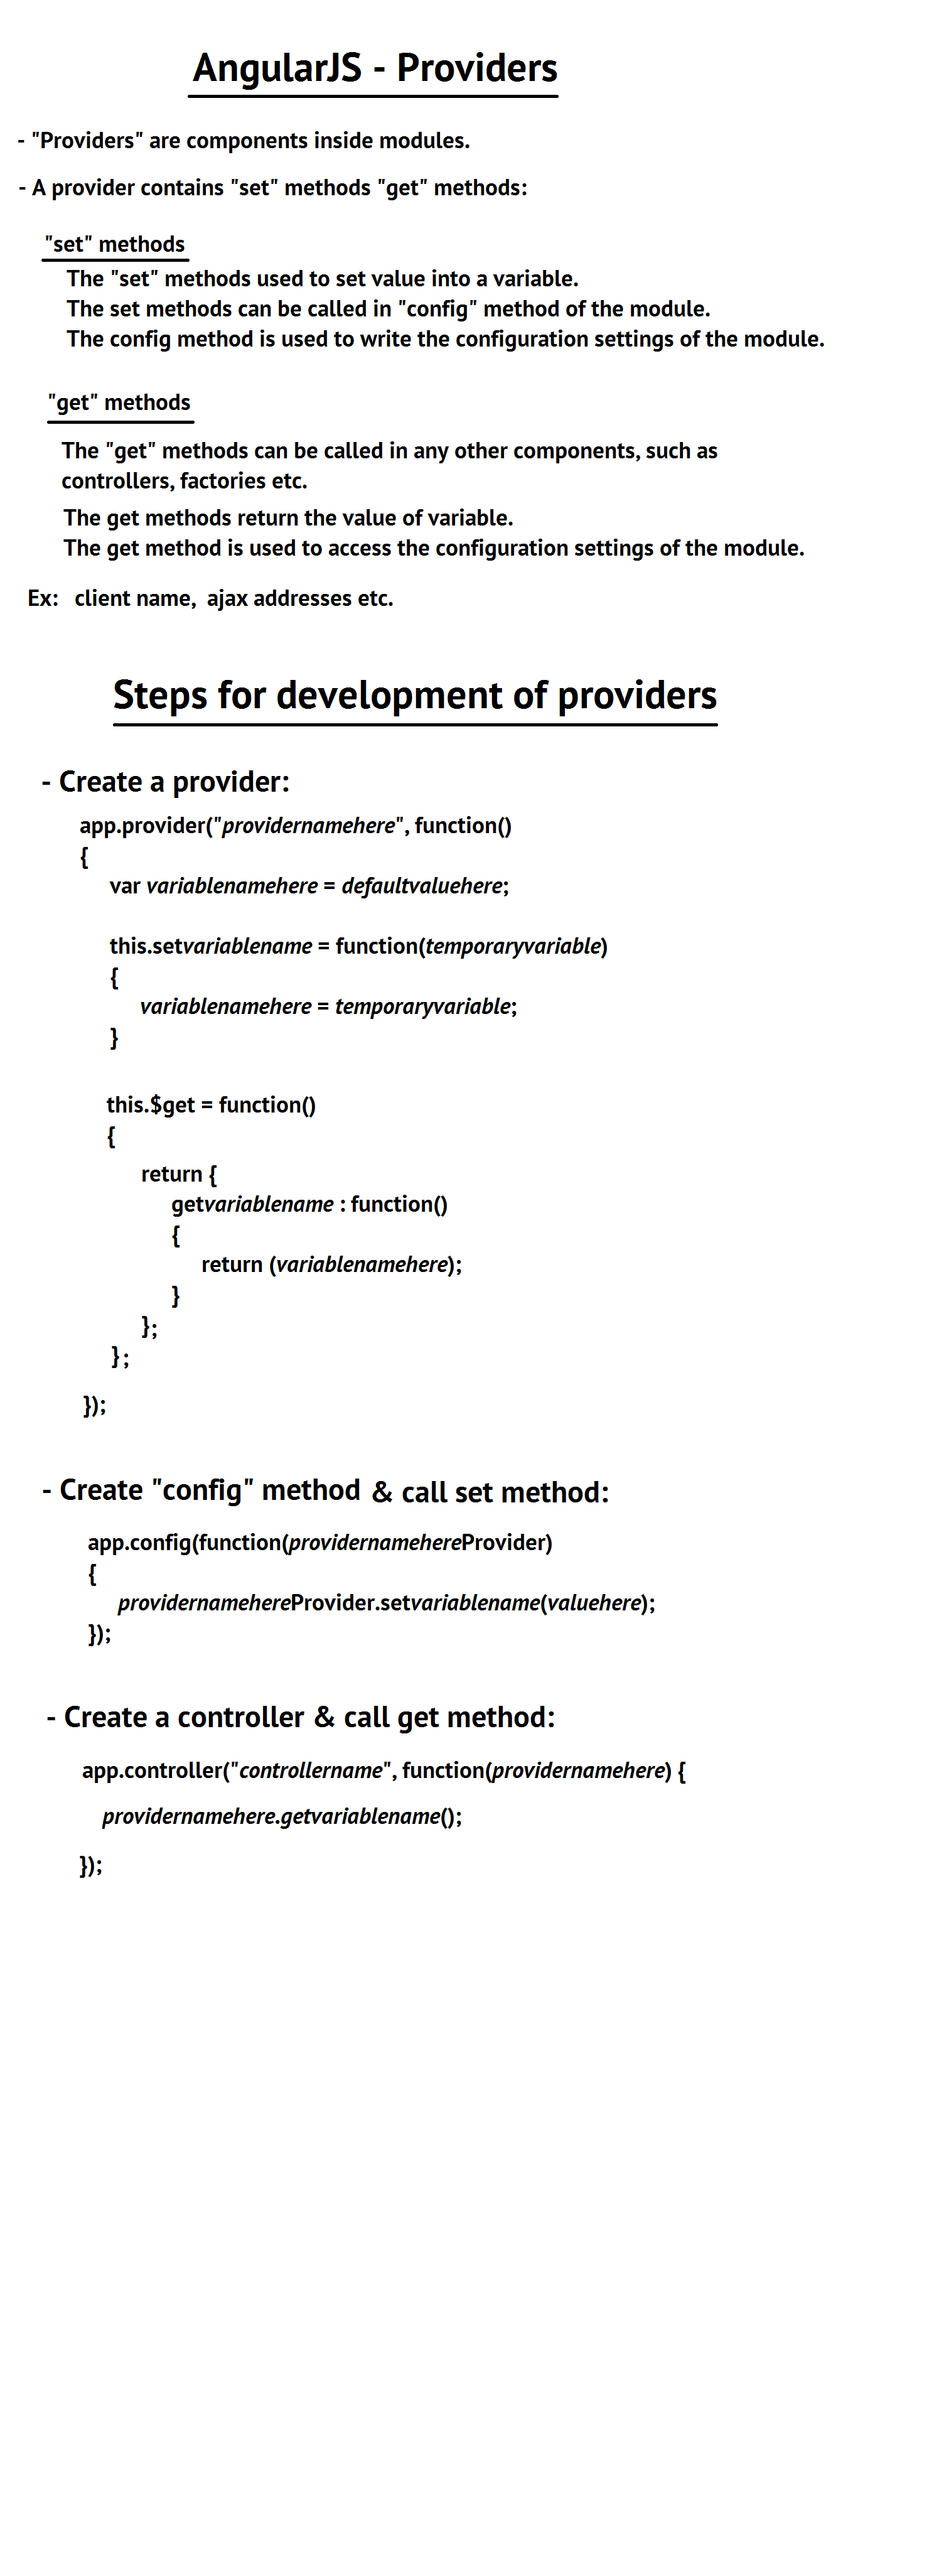 AngularJS - Providers
- "Providers" are components inside modules.
- A provider contains "set" methods "get" methods:
"set" methods
The "set" methods used to set value into a variable.
The set methods can be called in "config" method of the module.
The config method is used to write the configuration settings of the module.
"get" methods
The "get" methods can be called in any other components, such as
controllers, factories etc.
The get methods return the value of variable.
The get method is used to access the configuration settings of the module.
Ex: client name, ajax addresses etc.
Steps for development of providers
- Create a provider:
app.provider("providernamehere", function()
{
var variablenamehere = defaultvaluehere;
this.setvariablename = function(temporaryvariable)
{
variablenamehere = temporaryvariable;
}
this.$get = function()
{
return {
getvariablename : function()
{
return (variablenamehere);
}
};
};
});
- Create "config" method & call set method:
app.config(function(providernamehereProvider)
{
providernamehereProvider.setvariablename(valuehere);
});
- Create a controller & call get method:
app.controller("controllername", function(providernamehere) {
providernamehere.getvariablename();
});